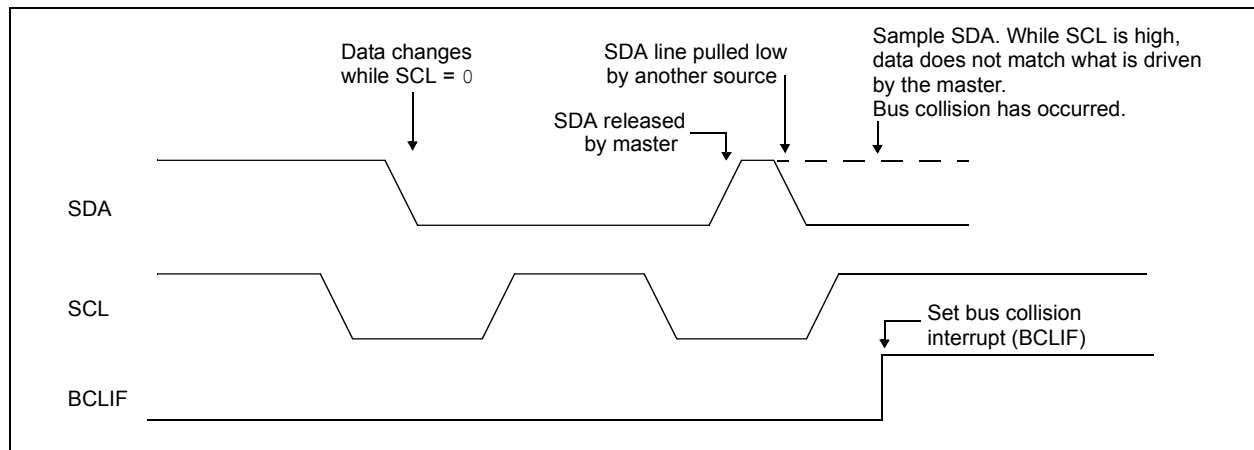 Data changes
while SCL = 0
SDA line pulled low
by another source
Sample SDA. While SCL is high,
data does not match what is driven
by the master.
Bus collision has occurred.
SDA released
by master
SDA
SCL
Set bus collision
interrupt (BCLIF)
BCLIF